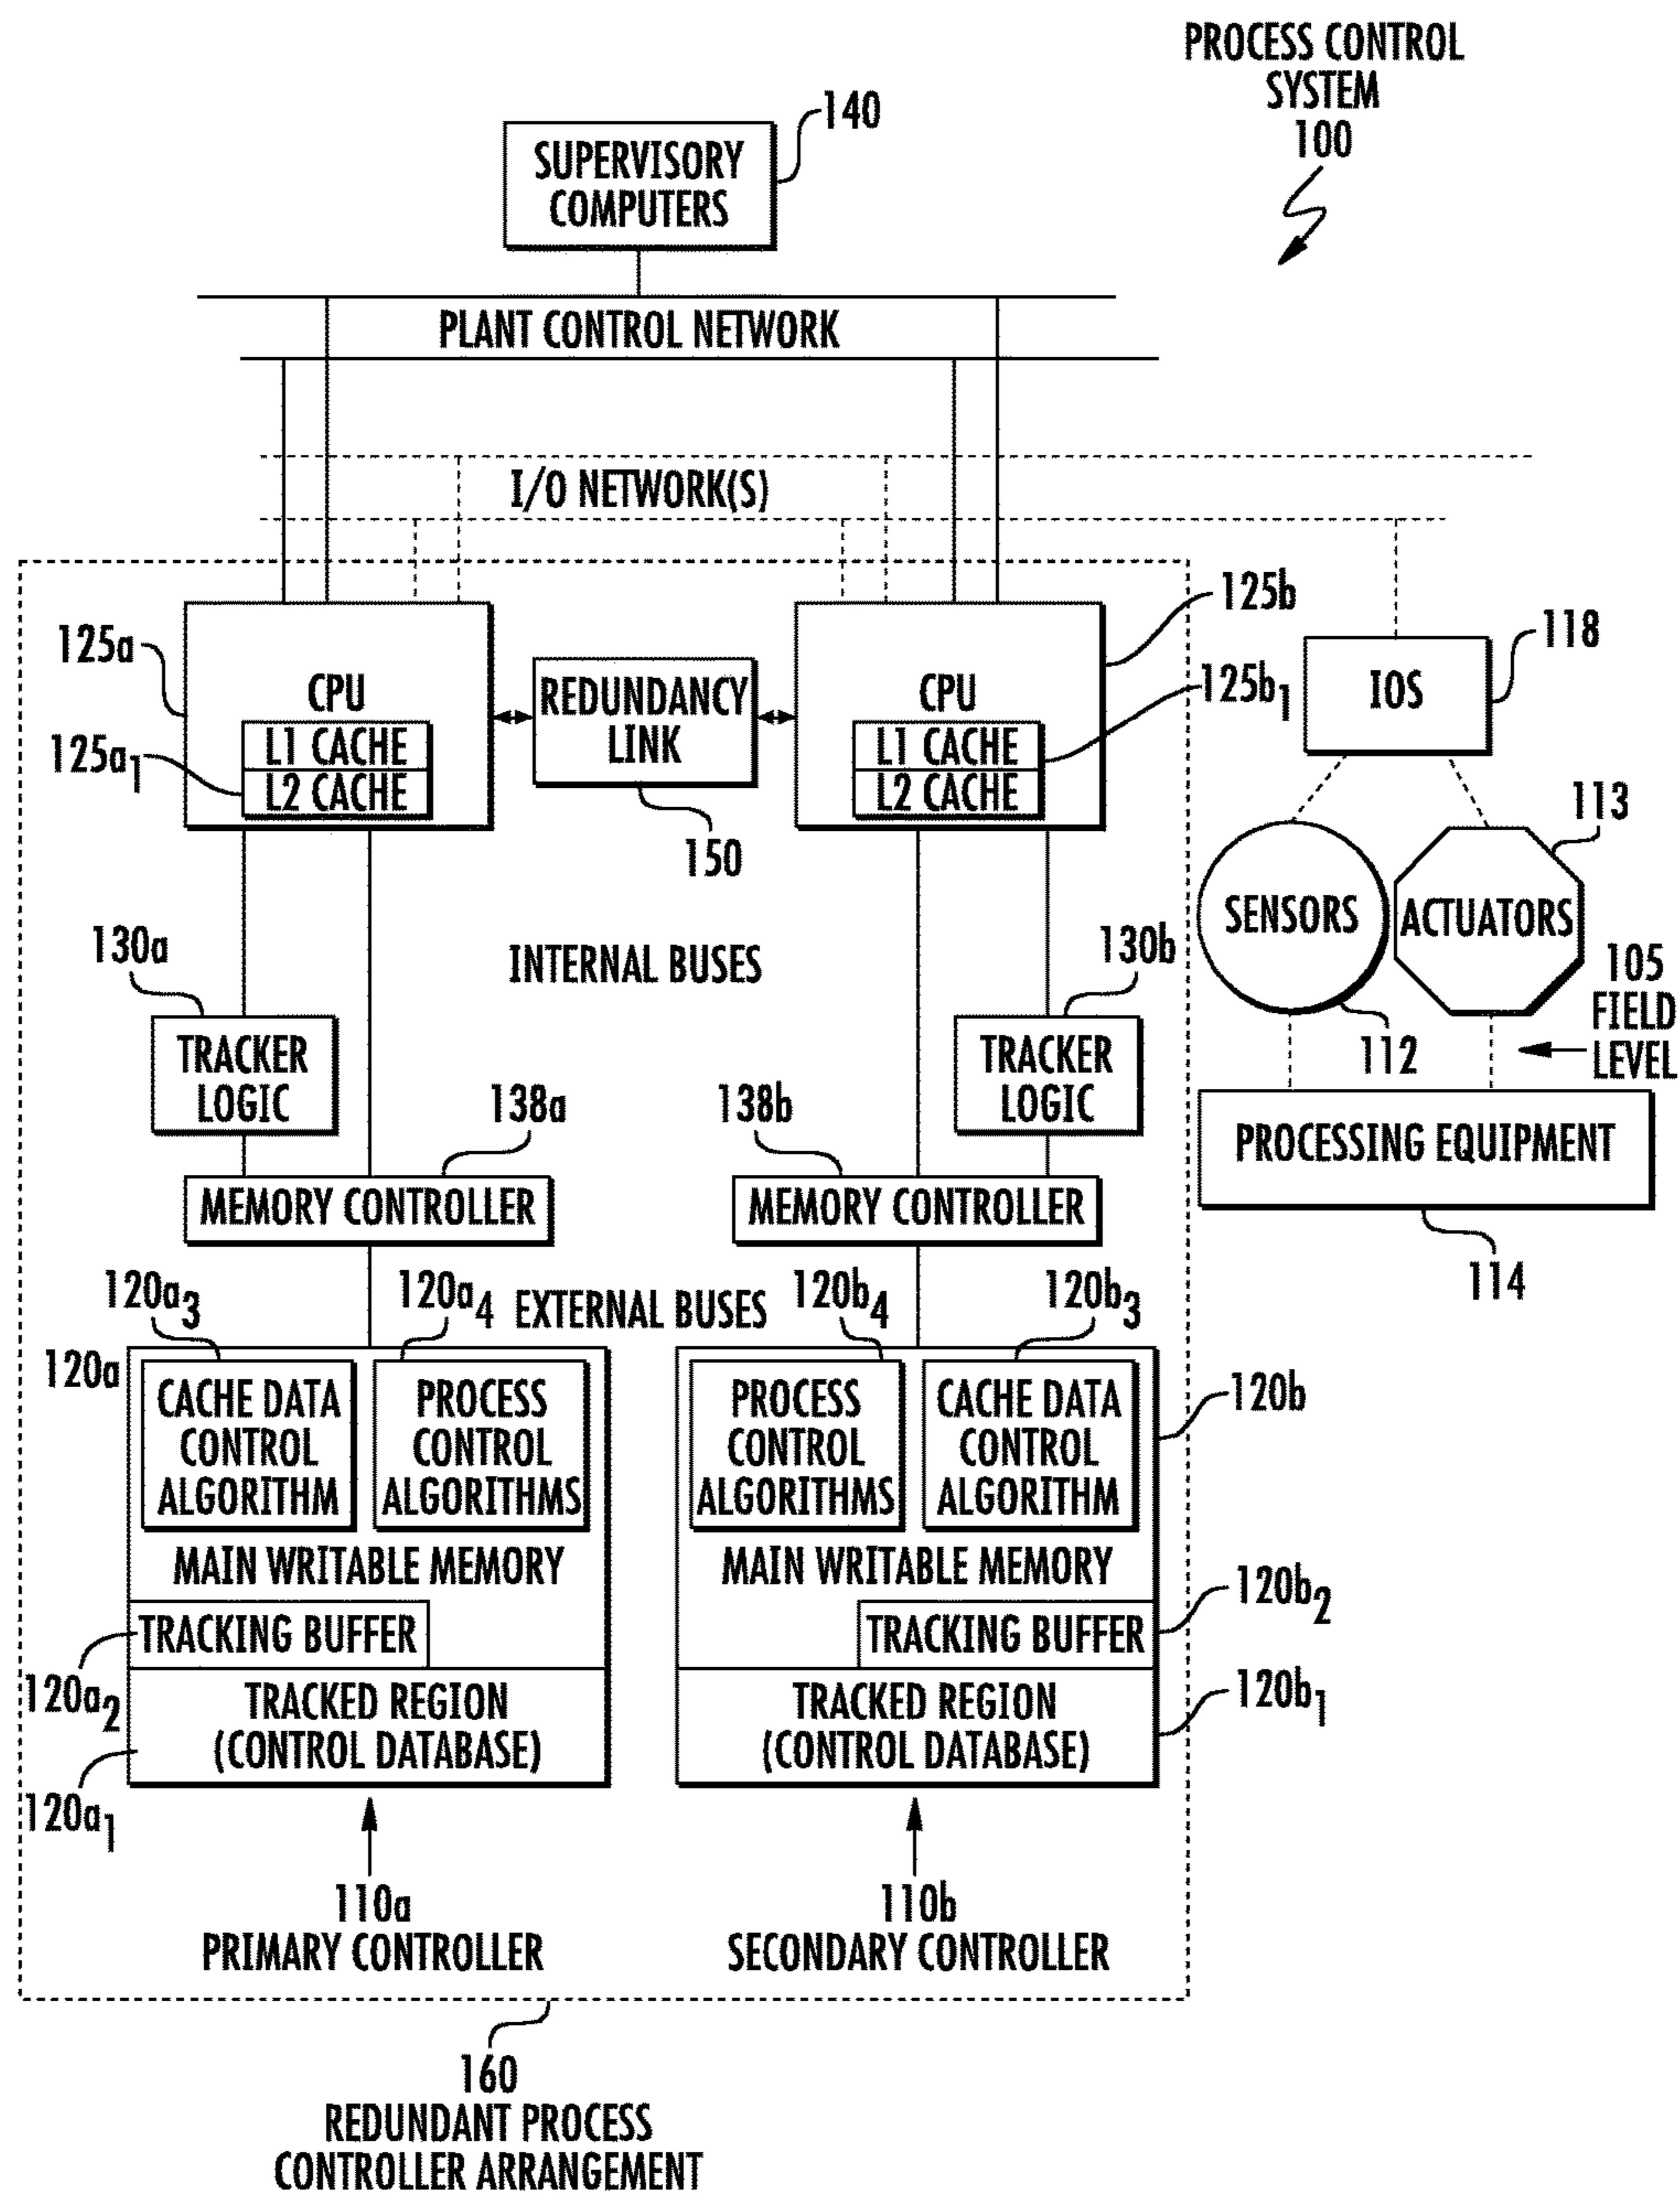 PROCESS CONTROL
SYSTEM
100
140
SUPERVISORY
COMPUTERS
PLANT CONTROL NETWORK
I/O NETWORK(S)
125a
CPU
L1 CACHE
L2 CACHE
125a1
REDUNDANCY
LINK
150
CPU
L1 CACHE
L2 CACHE
125b
125b1
118
IOS
113
SENSORS
ACTUATORS
112
105
FIELD
LEVEL
PROCESSING EQUIPMENT
114
INTERNAL BUSES
130a
TRACKER
LOGIC
130b
TRACKER
LOGIC
138a
MEMORY CONTROLLER
138b
MEMORY CONTROLLER
EXTERNAL BUSES
120a
120a3
CACHE DATA
CONTROL
ALGORITHM
120a4
PROCESS
CONTROL
ALGORITHMS
MAIN WRITABLE MEMORY
TRACKING BUFFER
120a2
TRACKED REGION
(CONTROL DATABASE)
120a1
120b4
PROCESS
CONTROL
ALGORITHMS
120b3
CACHE DATA
CONTROL
ALGORITHM
120b
MAIN WRITABLE MEMORY
TRACKING BUFFER
120b2
TRACKED REGION
(CONTROL DATABASE)
120b1
110a
PRIMARY CONTROLLER
110b
SECONDARY CONTROLLER
160
REDUNDANT PROCESS
CONTROLLER ARRANGEMENT